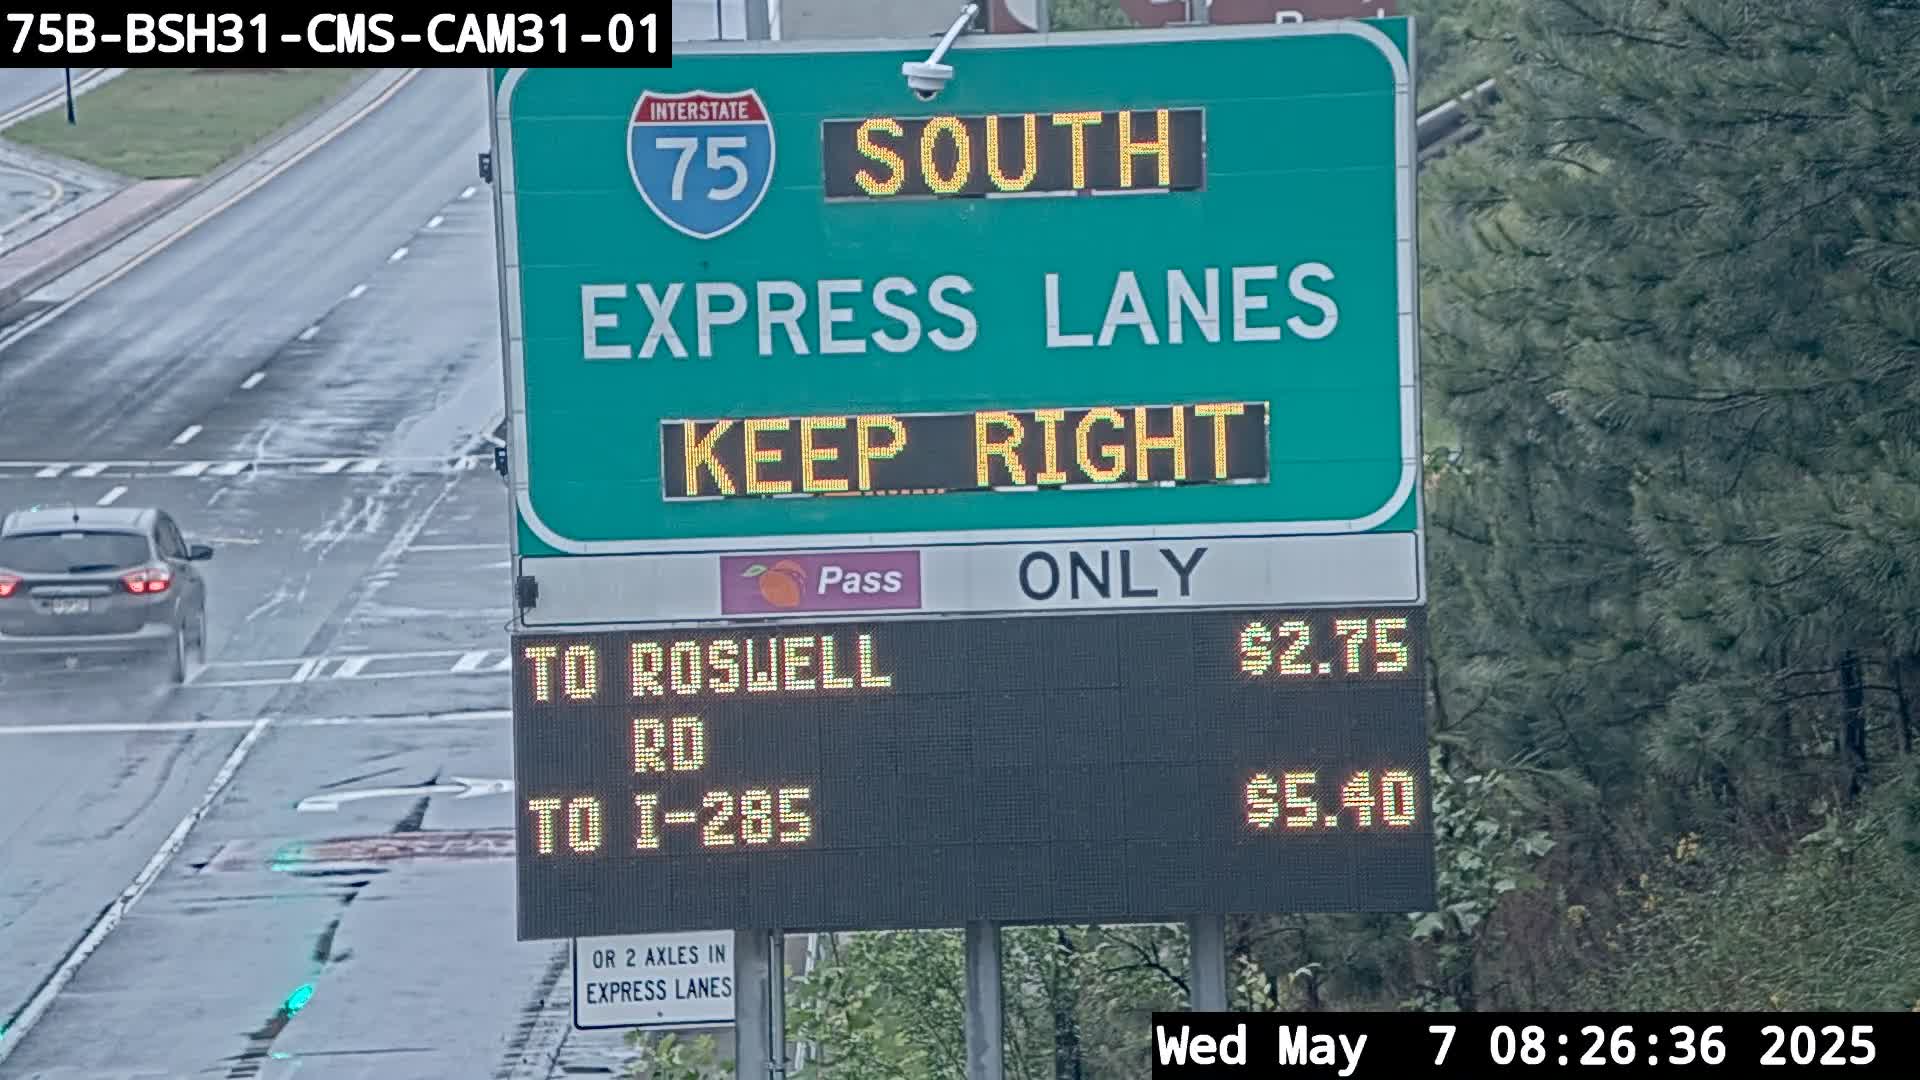 75B-BSH31-CMS-CAM31-01
INTERSTATE
75
SOUTH
EXPRESS LANES
KEEP RIGHT
Pass ONLY
TO ROSWELL $2.75
RD
TO I-285 $5.40
OR 2 AXLES IN
EXPRESS LANES
Wed May 7 08:26:36 2025